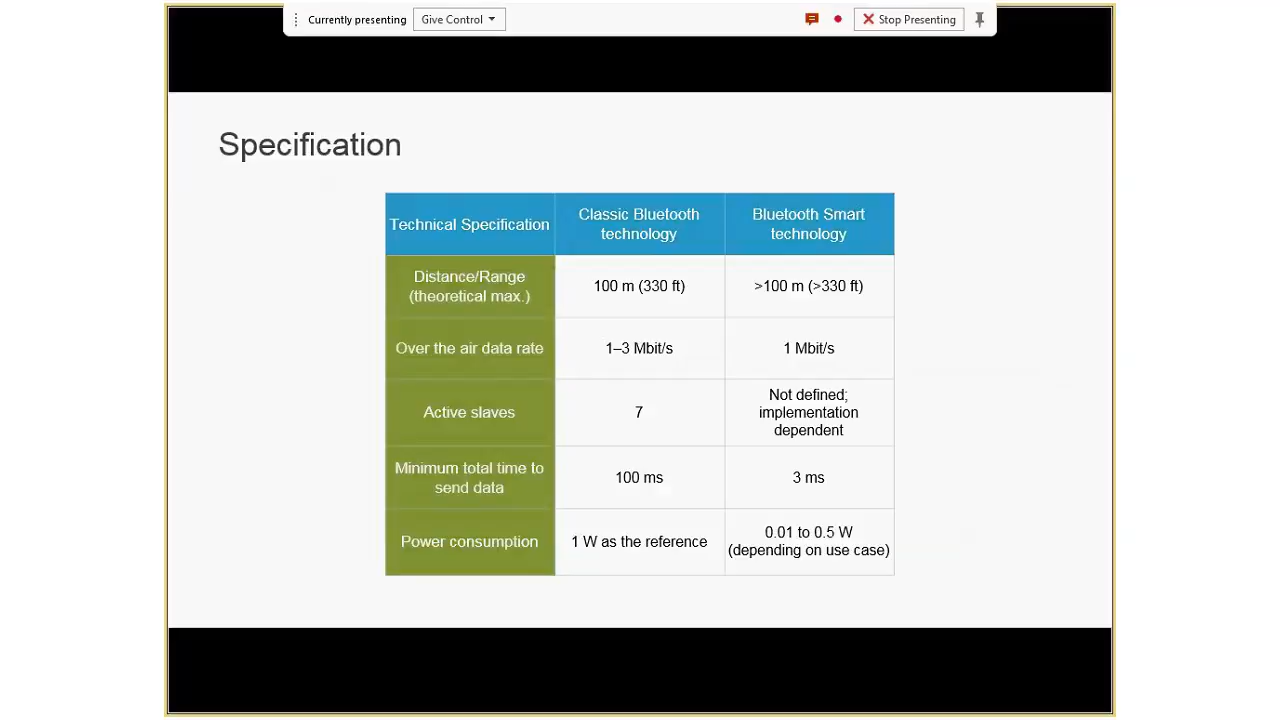 Currently presenting
Give Control
Stop Presenting
Specification
Technical Specification
Classic Bluetooth
technology
Bluetooth Smart
technology
Distance/Range
(theoretical max.)
100 m (330 ft)
>100 m (>330 ft)
Over the air data rate
1–3 Mbit/s
1 Mbit/s
Active slaves
7
Not defined;
implementation
dependent
Minimum total time to
send data
100 ms
3 ms
Power consumption
1 W as the reference
0.01 to 0.5 W
(depending on use case)